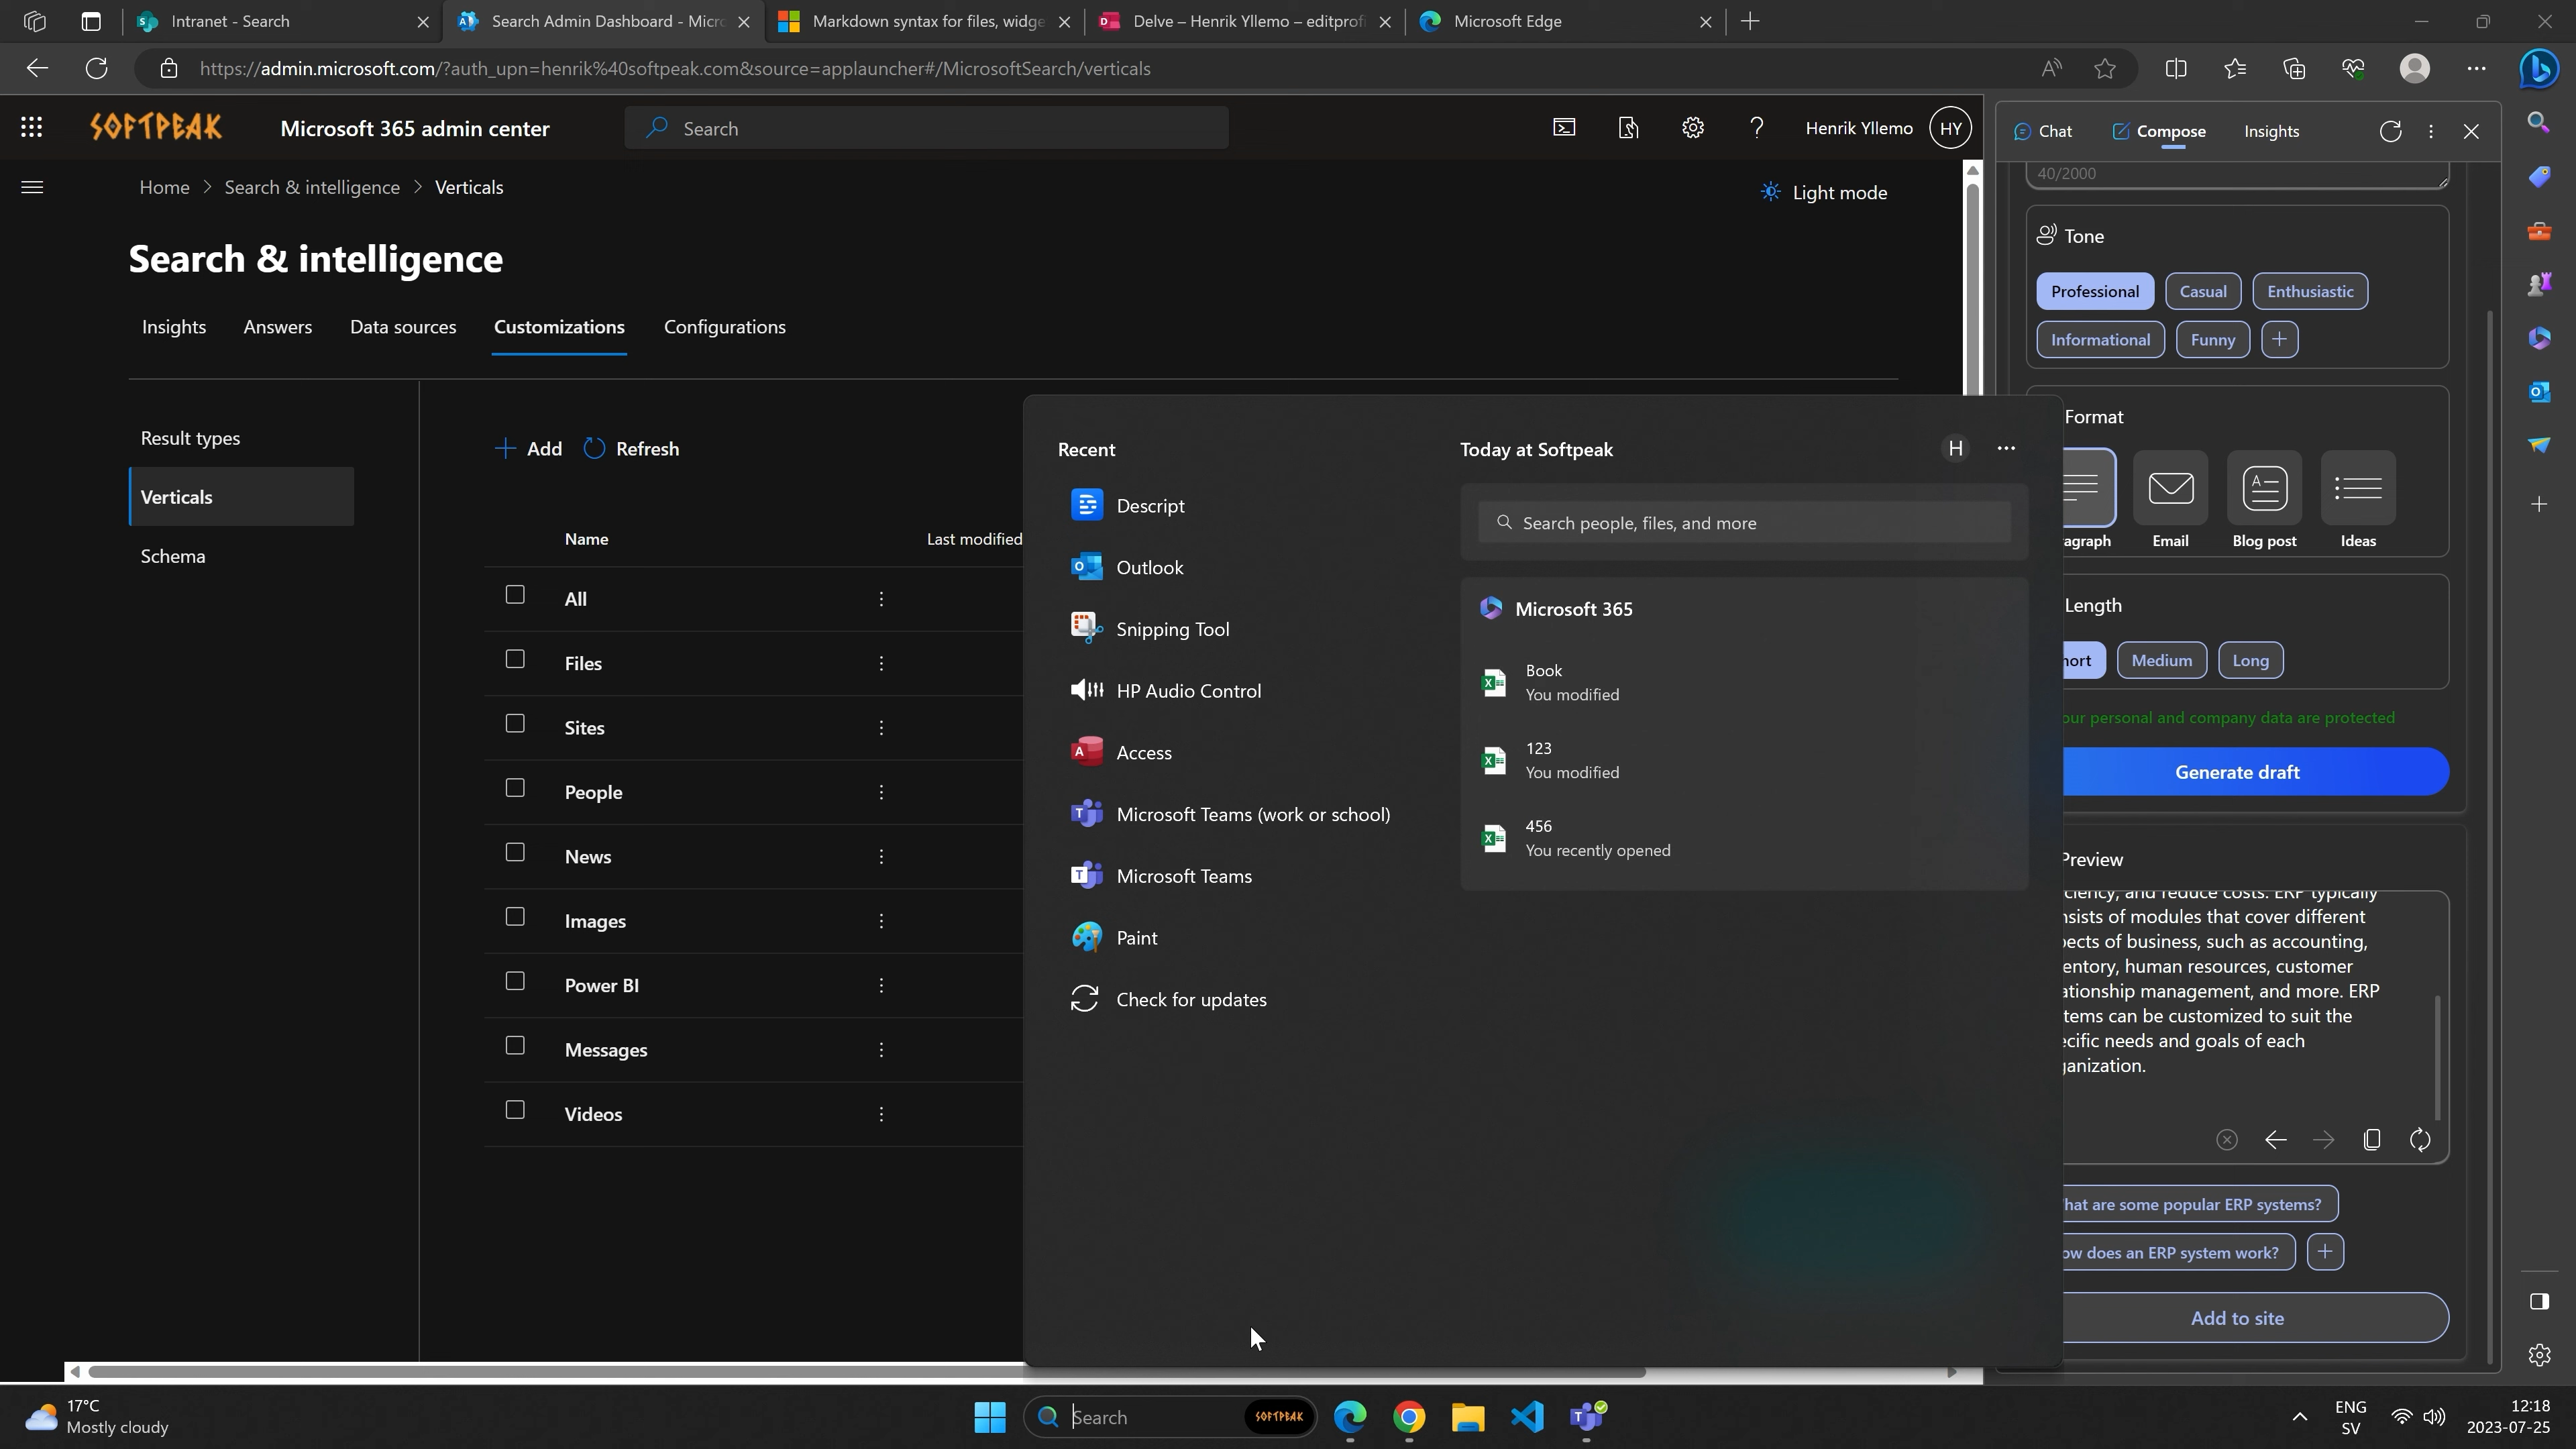 Intranet - Search
Search Admin Dashboard - Micr
Markdown syntax for files, widge
Delve – Henrik Yllemo – editprofi
Microsoft Edge
https://admin.microsoft.com/?auth_upn=henrik%40softpeak.com&source=applauncher#/MicrosoftSearch/verticals
SOFTPEAK
Microsoft 365 admin center
Search
Henrik Yllemo
HY
Home > Search & intelligence > Verticals
Light mode
Search & intelligence
Insights
Answers
Data sources
Customizations
Configurations
Result types
Verticals
Schema
Add
Refresh
Name
Last modified
All
Files
Sites
People
News
Images
Power BI
Messages
Videos
Recent
Descript
Outlook
Snipping Tool
HP Audio Control
Access
Microsoft Teams (work or school)
Microsoft Teams
Paint
Check for updates
Today at Softpeak
H
Search people, files, and more
Microsoft 365
Book
You modified
123
You modified
456
You recently opened
Chat
Compose
Insights
40/2000
Tone
Professional
Casual
Enthusiastic
Informational
Funny
Format
agraph
Email
Blog post
Ideas
Length
hort
Medium
Long
our personal and company data are protected
Generate draft
Preview
ciency, and reduce costs. ERP typically
nsists of modules that cover different
pects of business, such as accounting,
entory, human resources, customer
ationship management, and more. ERP
tems can be customized to suit the
ecific needs and goals of each
ganization.
hat are some popular ERP systems?
ow does an ERP system work?
Add to site
17°C
Mostly cloudy
Search
SOFTPEAK
ENG
SV
12:18
2023-07-25